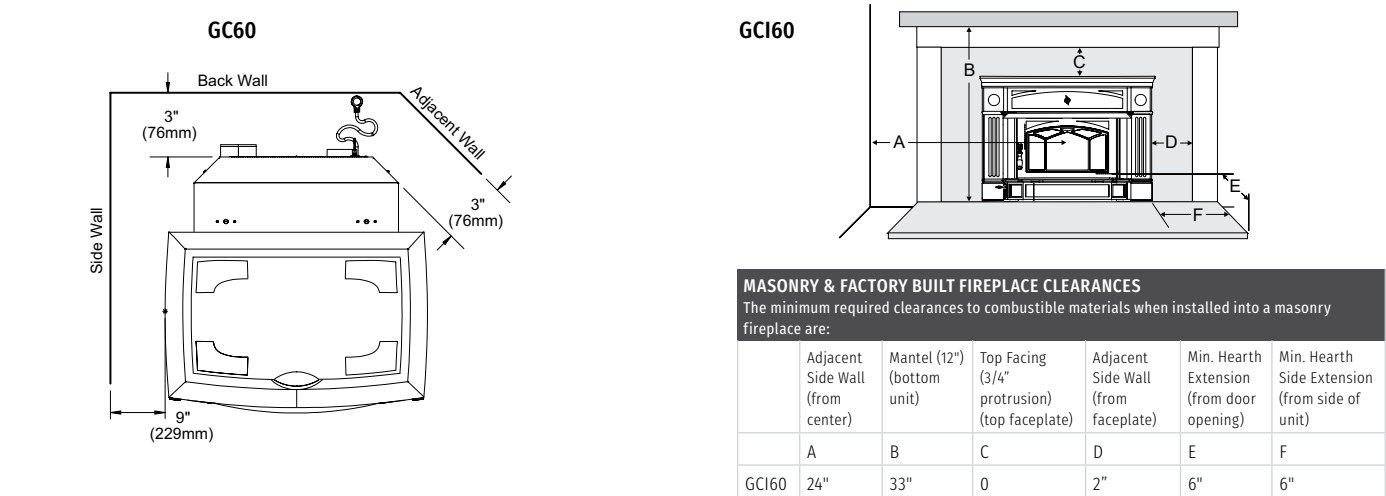 GC60
Back Wall
3"
(76mm)
Adjacent Wall
3"
(76mm)
Side Wall
9"
(229mm)
GCI60
A
B
C
D
E
F
MASONRY & FACTORY BUILT FIREPLACE CLEARANCES
The minimum required clearances to combustible materials when installed into a masonry
fireplace are:
Adjacent Side Wall (from center)
Mantel (12") (bottom unit)
Top Facing (3/4" protrusion) (top faceplate)
Adjacent Side Wall (from faceplate)
Min. Hearth Extension (from door opening)
Min. Hearth Side Extension (from side of unit)
A B C D E F
GCI60 24" 33" 0 2” 6" 6"